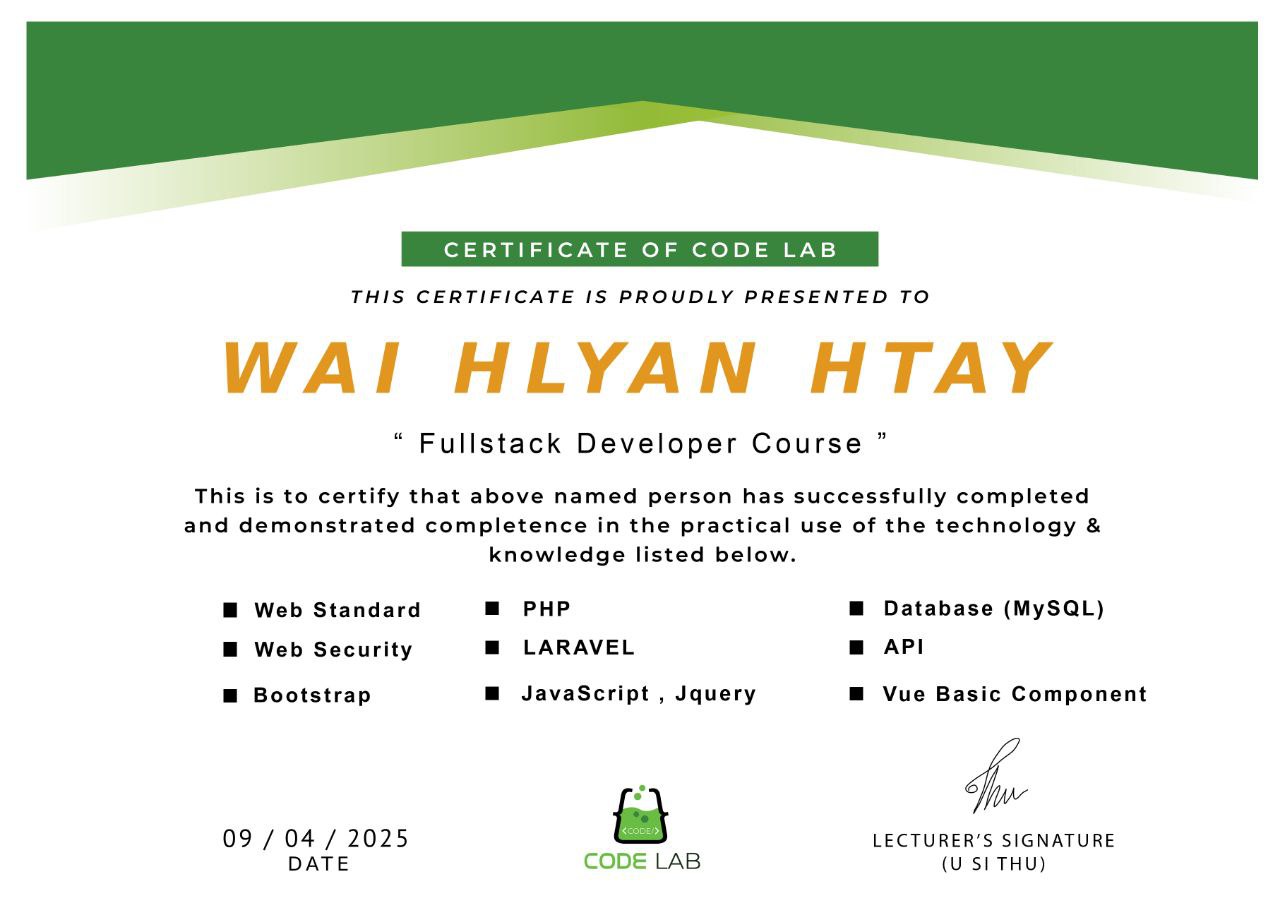 CERTIFICATE OF CODE LAB
THIS CERTIFICATE IS PROUDLY PRESENTED TO
WAI HLYAN HTAY
“ Fullstack Developer Course ”
This is to certify that above named person has successfully completed
and demonstrated completence in the practical use of the technology &
knowledge listed below.
■ Web Standard
■ Web Security
■ Bootstrap
■ PHP
■ LARAVEL
■ JavaScript , Jquery
■ Database (MySQL)
■ API
■ Vue Basic Component
09 / 04 / 2025
DATE
<CODE/>
CODE LAB
Thu
LECTURER’S SIGNATURE
(U SI THU)